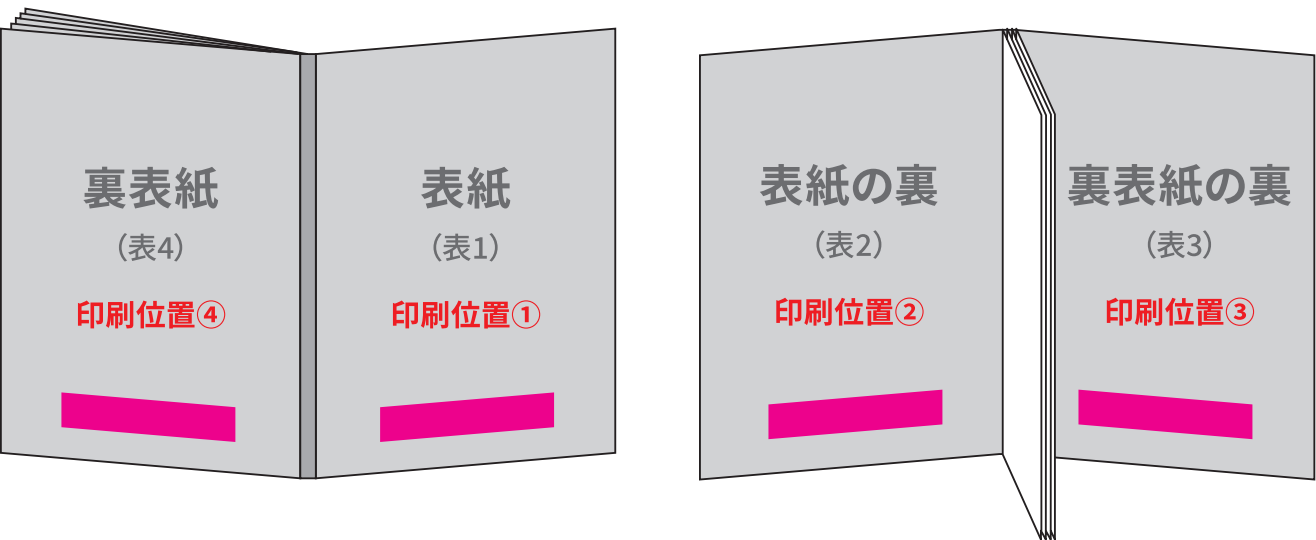 裏表紙
（表4）
印刷位置④
表紙
（表1）
印刷位置①
表紙の裏
（表2）
印刷位置②
裏表紙の裏
（表3）
印刷位置③